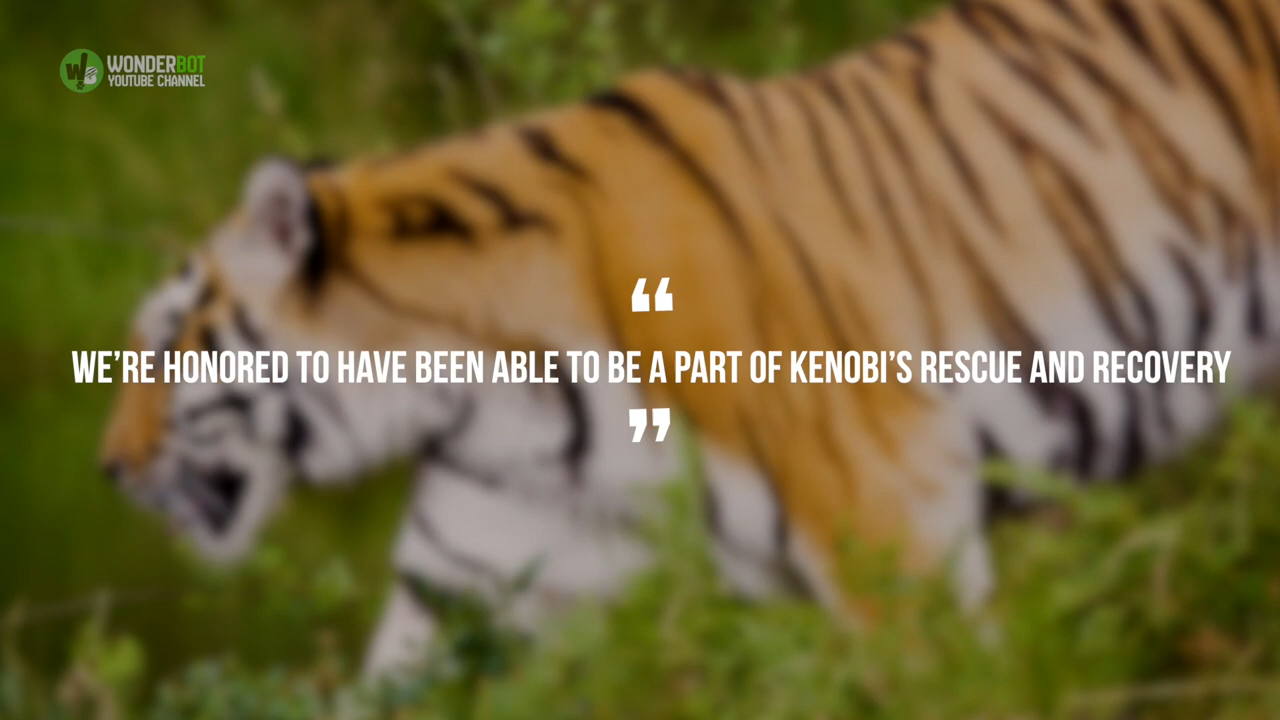 WONDERBOT
YOUTUBE CHANNEL
“
WE’RE HONORED TO HAVE BEEN ABLE TO BE A PART OF KENOBI’S RESCUE AND RECOVERY
”